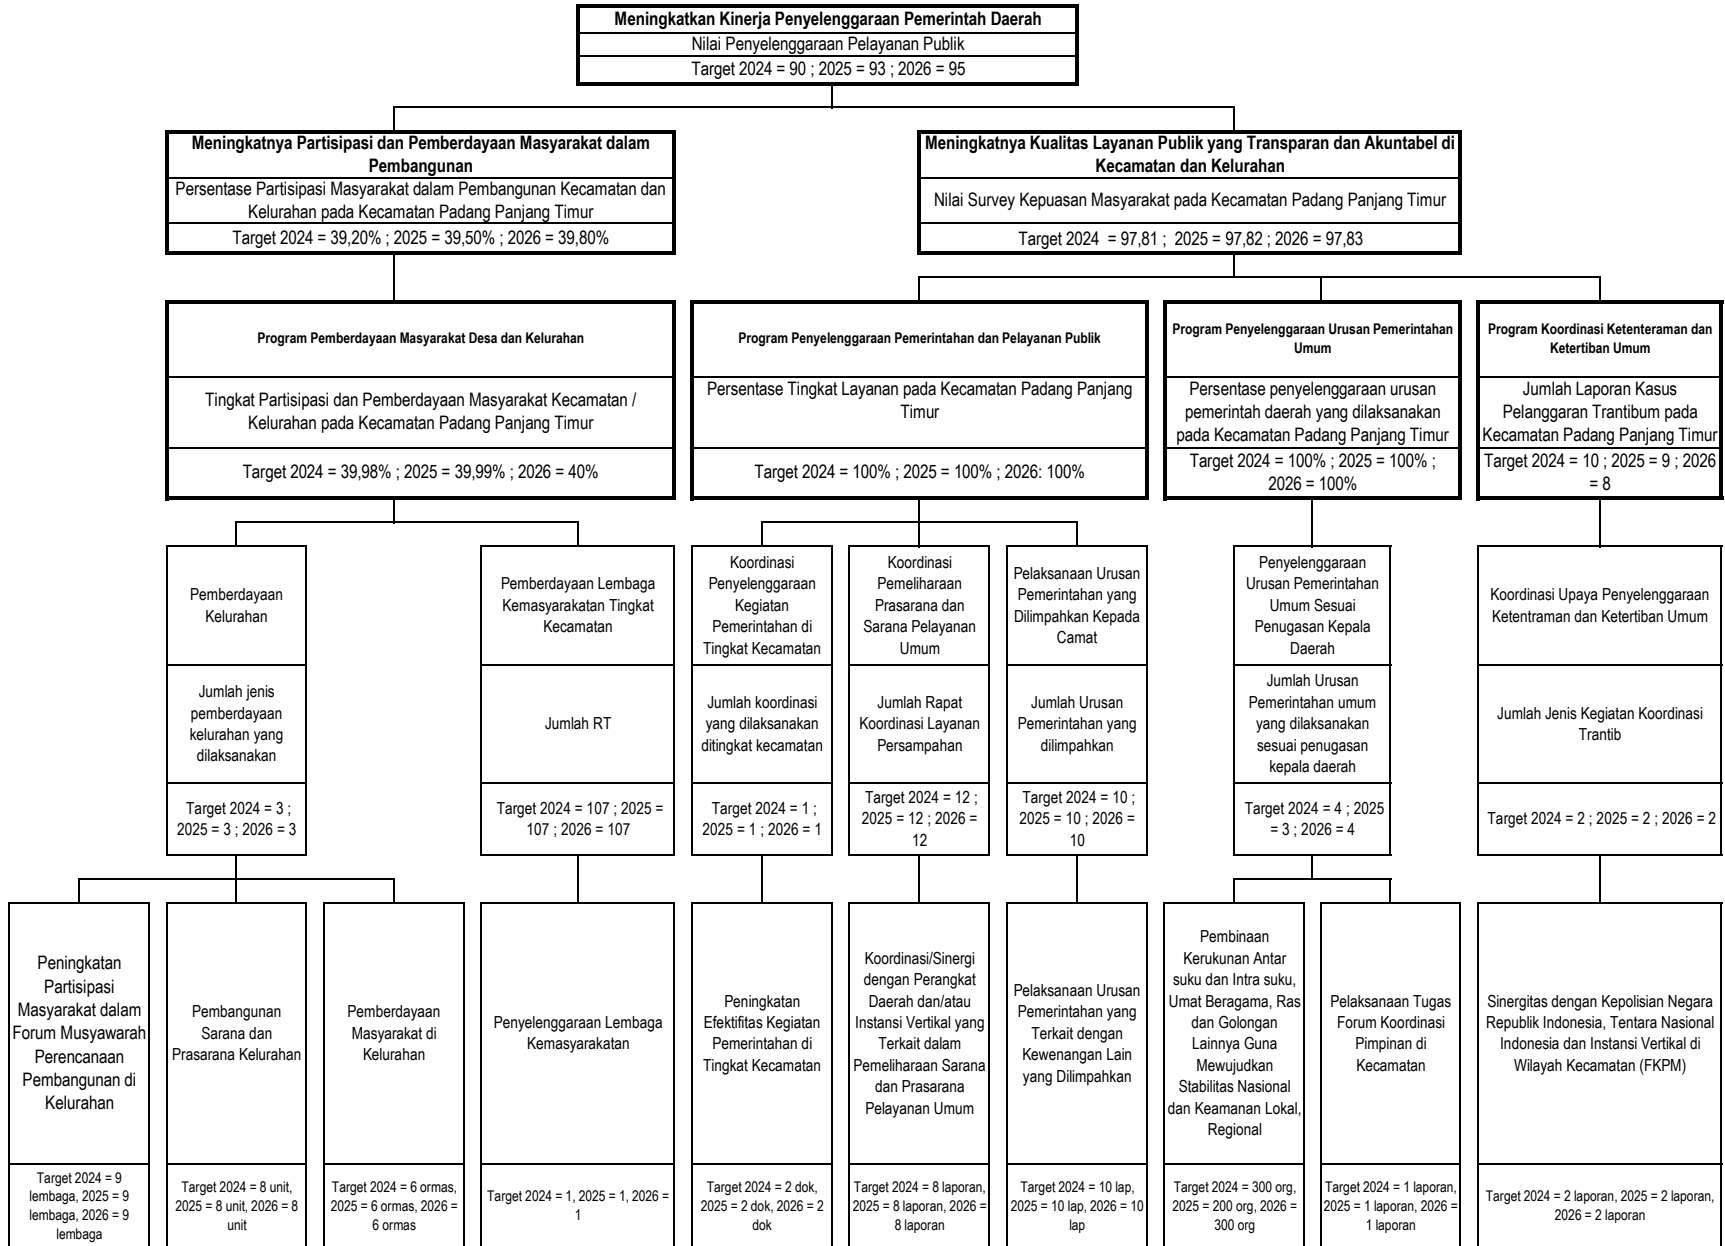 Meningkatkan Kinerja Penyelenggaraan Pemerintah Daerah
Nilai Penyelenggaraan Pelayanan Publik
Target 2024 = 90 ; 2025 = 93 ; 2026 = 95
Meningkatnya Partisipasi dan Pemberdayaan Masyarakat dalam
Pembangunan
Persentase Partisipasi Masyarakat dalam Pembangunan Kecamatan dan
Kelurahan pada Kecamatan Padang Panjang Timur
Target 2024 = 39,20% ; 2025 = 39,50% ; 2026 = 39,80%
Meningkatnya Kualitas Layanan Publik yang Transparan dan Akuntabel di
Kecamatan dan Kelurahan
Nilai Survey Kepuasan Masyarakat pada Kecamatan Padang Panjang Timur
Target 2024  = 97,81 ;  2025 = 97,82 ; 2026 = 97,83
Program Pemberdayaan Masyarakat Desa dan Kelurahan
Tingkat Partisipasi dan Pemberdayaan Masyarakat Kecamatan /
Kelurahan pada Kecamatan Padang Panjang Timur
Target 2024 = 39,98% ; 2025 = 39,99% ; 2026 = 40%
Program Penyelenggaraan Pemerintahan dan Pelayanan Publik
Persentase Tingkat Layanan pada Kecamatan Padang Panjang
Timur
Target 2024 = 100% ; 2025 = 100% ; 2026: 100%
Program Penyelenggaraan Urusan Pemerintahan
Umum
Persentase penyelenggaraan urusan
pemerintah daerah yang dilaksanakan
pada Kecamatan Padang Panjang Timur
Target 2024 = 100% ; 2025 = 100% ;
2026 = 100%
Program Koordinasi Ketenteraman dan
Ketertiban Umum
Jumlah Laporan Kasus
Pelanggaran Trantibum pada
Kecamatan Padang Panjang Timur
Target 2024 = 10 ; 2025 = 9 ; 2026
= 8
Pemberdayaan
Kelurahan
Jumlah jenis
pemberdayaan
kelurahan yang
dilaksanakan
Target 2024 = 3 ;
2025 = 3 ; 2026 = 3
Pemberdayaan Lembaga
Kemasyarakatan Tingkat
Kecamatan
Jumlah RT
Target 2024 = 107 ; 2025 =
107 ; 2026 = 107
Koordinasi
Penyelenggaraan
Kegiatan
Pemerintahan di
Tingkat Kecamatan
Jumlah koordinasi
yang dilaksanakan
ditingkat kecamatan
Target 2024 = 1 ;
2025 = 1 ; 2026 = 1
Koordinasi
Pemeliharaan
Prasarana dan
Sarana Pelayanan
Umum
Jumlah Rapat
Koordinasi Layanan
Persampahan
Target 2024 = 12 ;
2025 = 12 ; 2026 =
12
Pelaksanaan Urusan
Pemerintahan yang
Dilimpahkan Kepada
Camat
Jumlah Urusan
Pemerintahan yang
dilimpahkan
Target 2024 = 10 ;
2025 = 10 ; 2026 =
10
Penyelenggaraan
Urusan Pemerintahan
Umum Sesuai
Penugasan Kepala
Daerah
Jumlah Urusan
Pemerintahan umum
yang dilaksanakan
sesuai penugasan
kepala daerah
Target 2024 = 4 ; 2025
= 3 ; 2026 = 4
Koordinasi Upaya Penyelenggaraan
Ketentraman dan Ketertiban Umum
Jumlah Jenis Kegiatan Koordinasi
Trantib
Target 2024 = 2 ; 2025 = 2 ; 2026 = 2
Peningkatan
Partisipasi
Masyarakat dalam
Forum Musyawarah
Perencanaan
Pembangunan di
Kelurahan
Target 2024 = 9
lembaga, 2025 = 9
lembaga, 2026 = 9
lembaga
Pembangunan
Sarana dan
Prasarana Kelurahan
Target 2024 = 8 unit,
2025 = 8 unit, 2026 = 8
unit
Pemberdayaan
Masyarakat di
Kelurahan
Target 2024 = 6 ormas,
2025 = 6 ormas, 2026 =
6 ormas
Penyelenggaraan Lembaga
Kemasyarakatan
Target 2024 = 1, 2025 = 1, 2026 =
1
Peningkatan
Efektifitas Kegiatan
Pemerintahan di
Tingkat Kecamatan
Target 2024 = 2 dok,
2025 = 2 dok, 2026 = 2
dok
Koordinasi/Sinergi
dengan Perangkat
Daerah dan/atau
Instansi Vertikal yang
Terkait dalam
Pemeliharaan Sarana
dan Prasarana
Pelayanan Umum
Target 2024 = 8 laporan,
2025 = 8 laporan, 2026 =
8 laporan
Pelaksanaan Urusan
Pemerintahan yang
Terkait dengan
Kewenangan Lain
yang Dilimpahkan
Target 2024 = 10 lap,
2025 = 10 lap, 2026 = 10
lap
Pembinaan
Kerukunan Antar
suku dan Intra suku,
Umat Beragama, Ras
dan Golongan
Lainnya Guna
Mewujudkan
Stabilitas Nasional
dan Keamanan Lokal,
Regional
Target 2024 = 300 org,
2025 = 200 org, 2026 =
300 org
Pelaksanaan Tugas
Forum Koordinasi
Pimpinan di
Kecamatan
Target 2024 = 1 laporan,
2025 = 1 laporan, 2026 =
1 laporan
Sinergitas dengan Kepolisian Negara
Republik Indonesia, Tentara Nasional
Indonesia dan Instansi Vertikal di
Wilayah Kecamatan (FKPM)
Target 2024 = 2 laporan, 2025 = 2 laporan,
2026 = 2 laporan